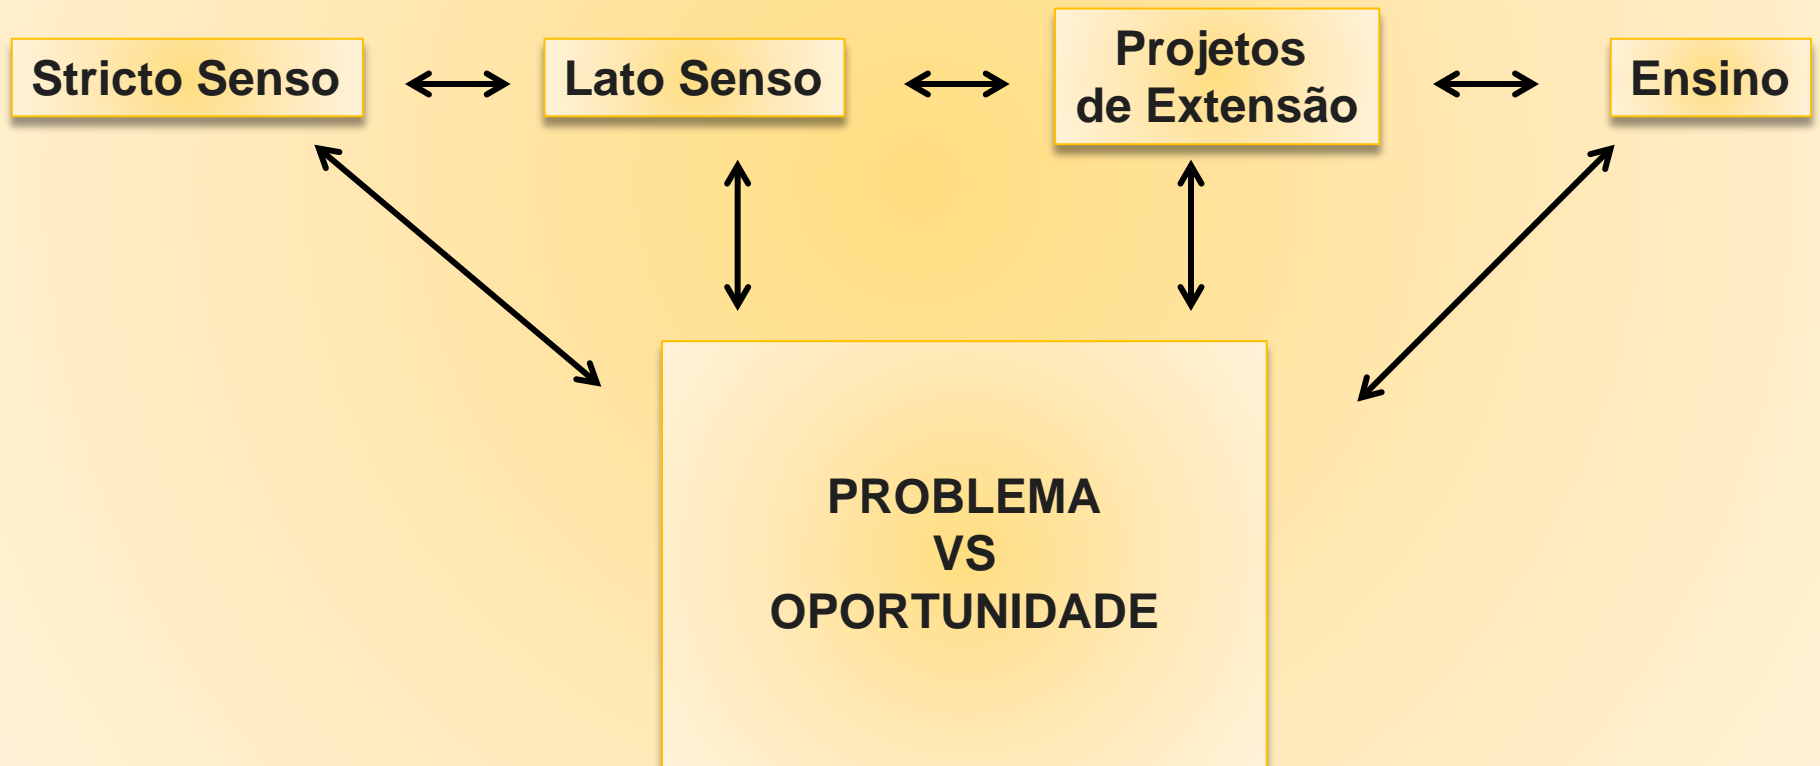 Stricto Senso
Lato Senso
Projetos
de Extensão
Ensino
PROBLEMA
VS
OPORTUNIDADE